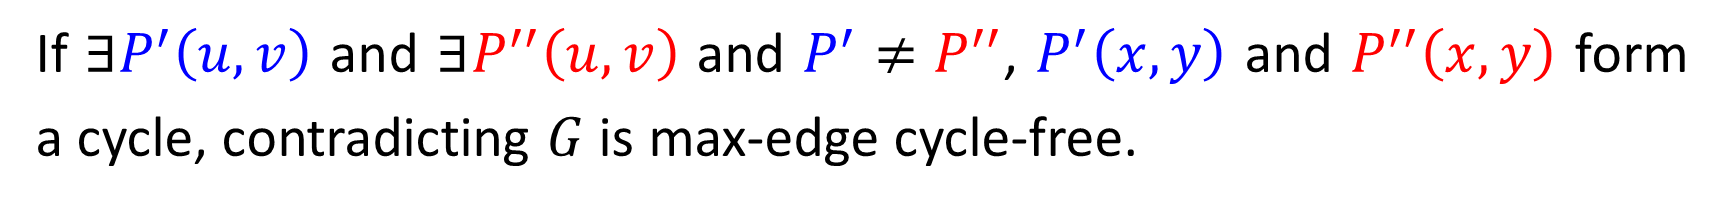 If ∃P′(u, v) and ∃P′′(u, v) and P′ ≠ P′′, P′(x, y) and P′′(x, y) form
a cycle, contradicting G is max-edge cycle-free.